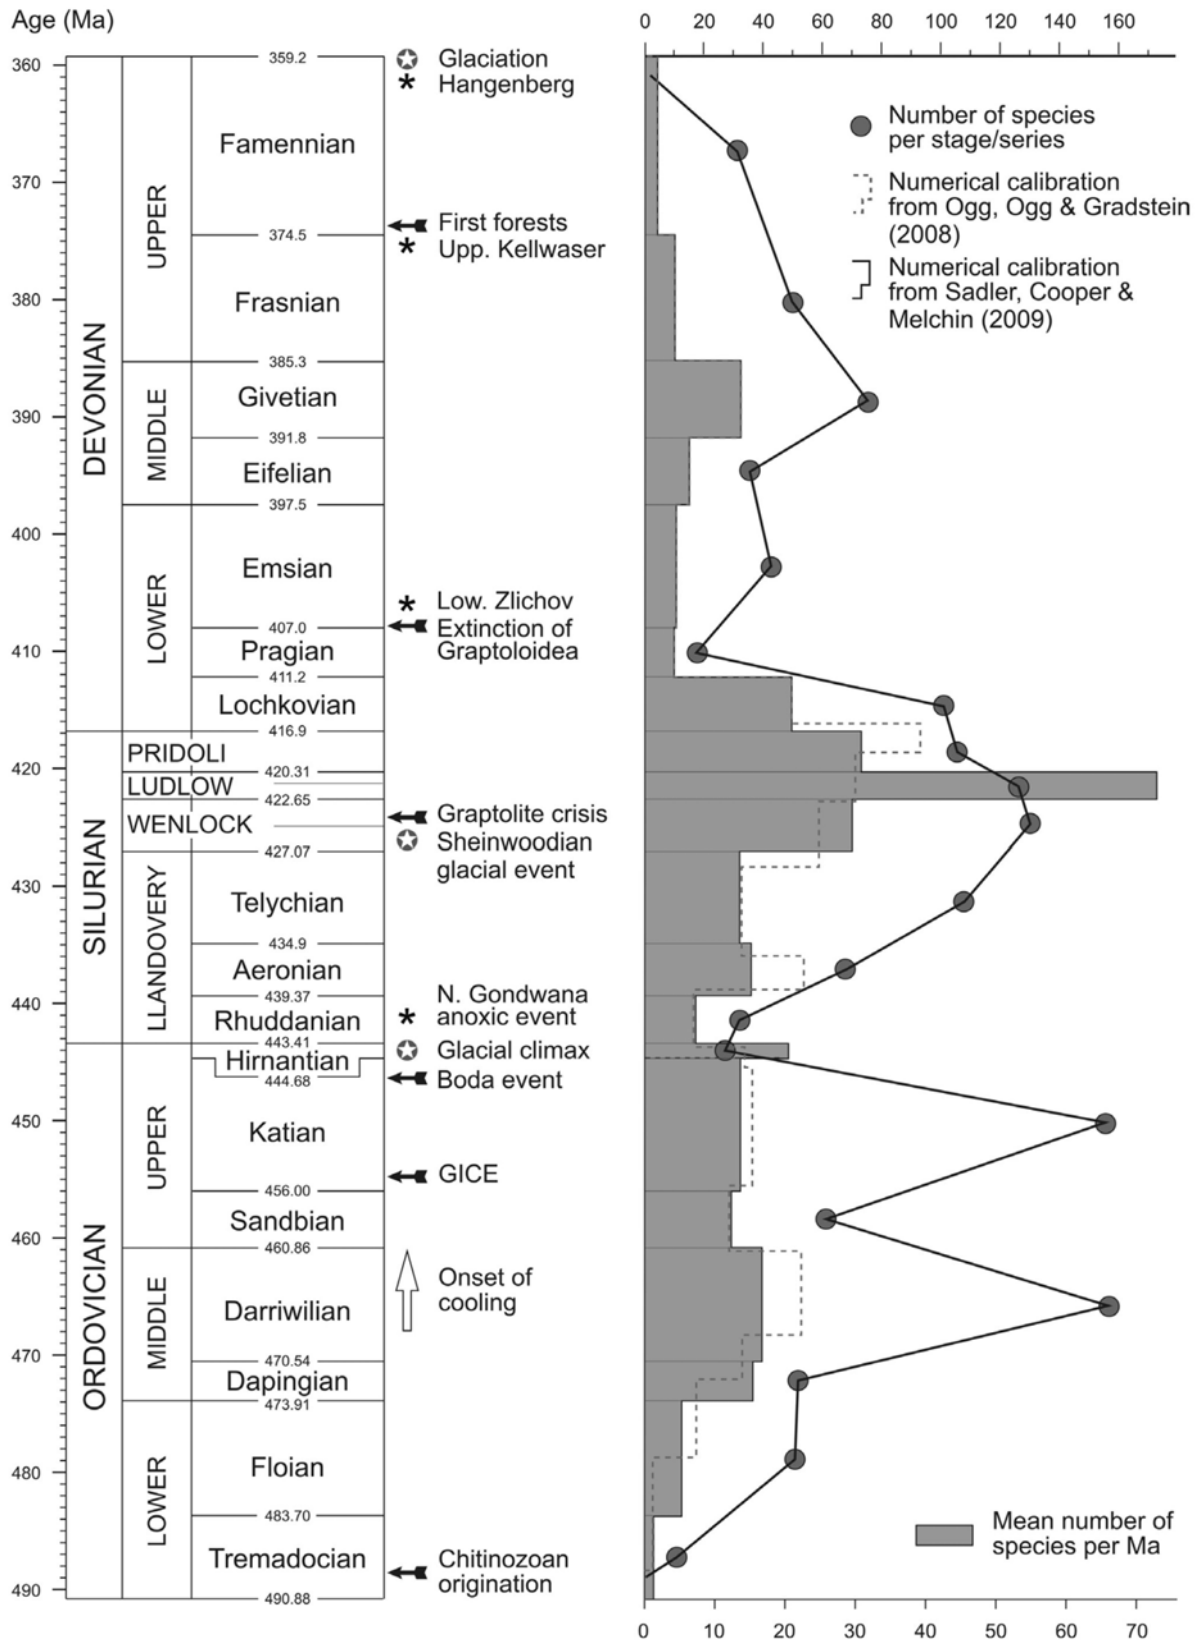 Age (Ma)
0 20 40 60 80 100 120 140 160
360
370
380
390
400
410
420
430
440
450
460
470
480
490
DEVONIAN
SILURIAN
ORDOVICIAN
UPPER
MIDDLE
LOWER
PRIDOLI
LUDLOW
WENLOCK
LLANDOVERY
UPPER
MIDDLE
LOWER
359.2
Famennian
374.5
Frasnian
385.3
Givetian
391.8
Eifelian
397.5
Emsian
407.0
Pragian
411.2
Lochkovian
416.9
420.31
422.65
427.07
Telychian
434.9
Aeronian
439.37
Rhuddanian
443.41
Hirnantian
444.68
Katian
456.00
Sandbian
460.86
Darriwilian
470.54
Dapingian
473.91
Floian
483.70
Tremadocian
490.88
Glaciation
* Hangenberg
First forests
* Upp. Kellwaser
* Low. Zlichov
Extinction of
Graptoloidea
Graptolite crisis
Sheinwoodian
glacial event
N. Gondwana
* anoxic event
Glacial climax
Boda event
GICE
Onset of
cooling
Chitinozoan
origination
Number of species
per stage/series
Numerical calibration
from Ogg, Ogg & Gradstein
(2008)
Numerical calibration
from Sadler, Cooper &
Melchin (2009)
Mean number of
species per Ma
0 10 20 30 40 50 60 70